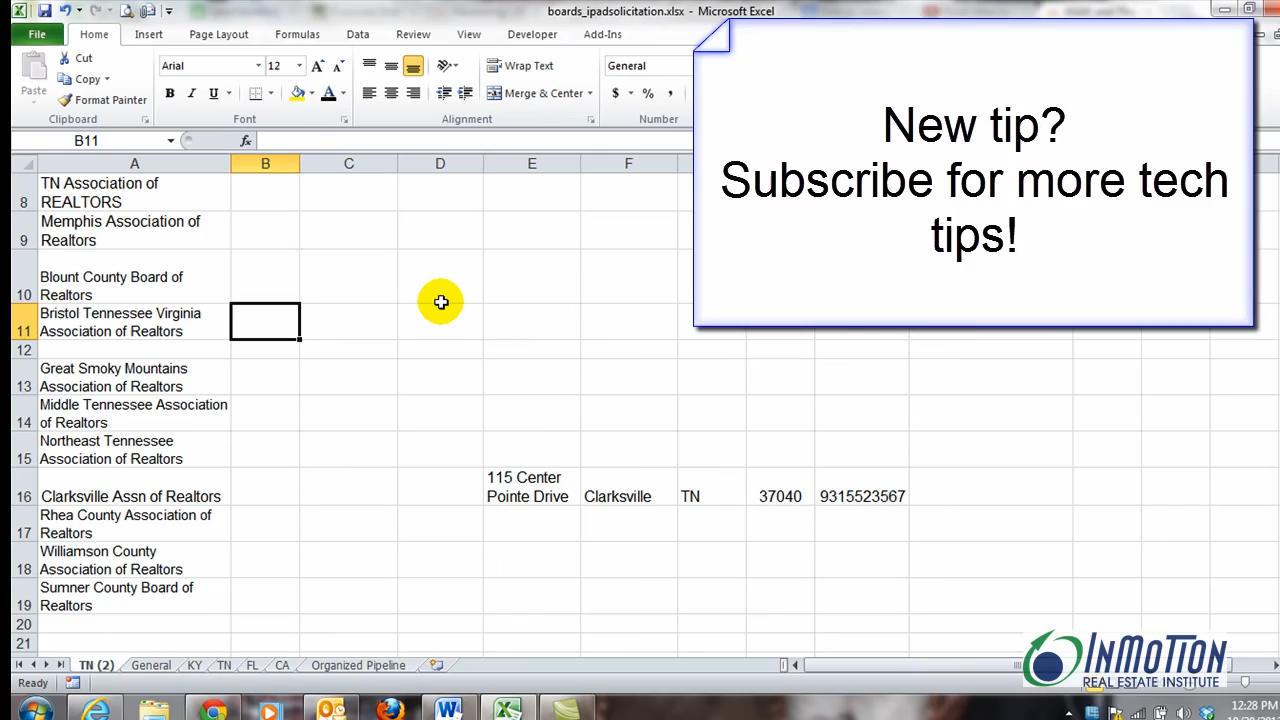 boards_ipadsolicitation.xlsx - Microsoft Excel
File Home Insert Page Layout Formulas Data Review View Developer Add-Ins
Cut
Copy
Paste
Format Painter
Clipboard
Arial 12
B I U A
Font
Wrap Text
Merge & Center
Alignment
General
$ % ,
Number
B11 fx
New tip?
Subscribe for more tech
tips!
A B C D E F
8 TN Association of
REALTORS
9 Memphis Association of
Realtors
10 Blount County Board of
Realtors
11 Bristol Tennessee Virginia
Association of Realtors
12
13 Great Smoky Mountains
Association of Realtors
14 Middle Tennessee Association
of Realtors
15 Northeast Tennessee
Association of Realtors
16 Clarksville Assn of Realtors 115 Center
Pointe Drive Clarksville TN 37040 9315523567
17 Rhea County Association of
Realtors
18 Williamson County
Association of Realtors
19 Sumner County Board of
Realtors
20
21
TN (2) General KY TN FL CA Organized Pipeline
Ready
INMOTION
REAL ESTATE INSTITUTE
12:28 PM